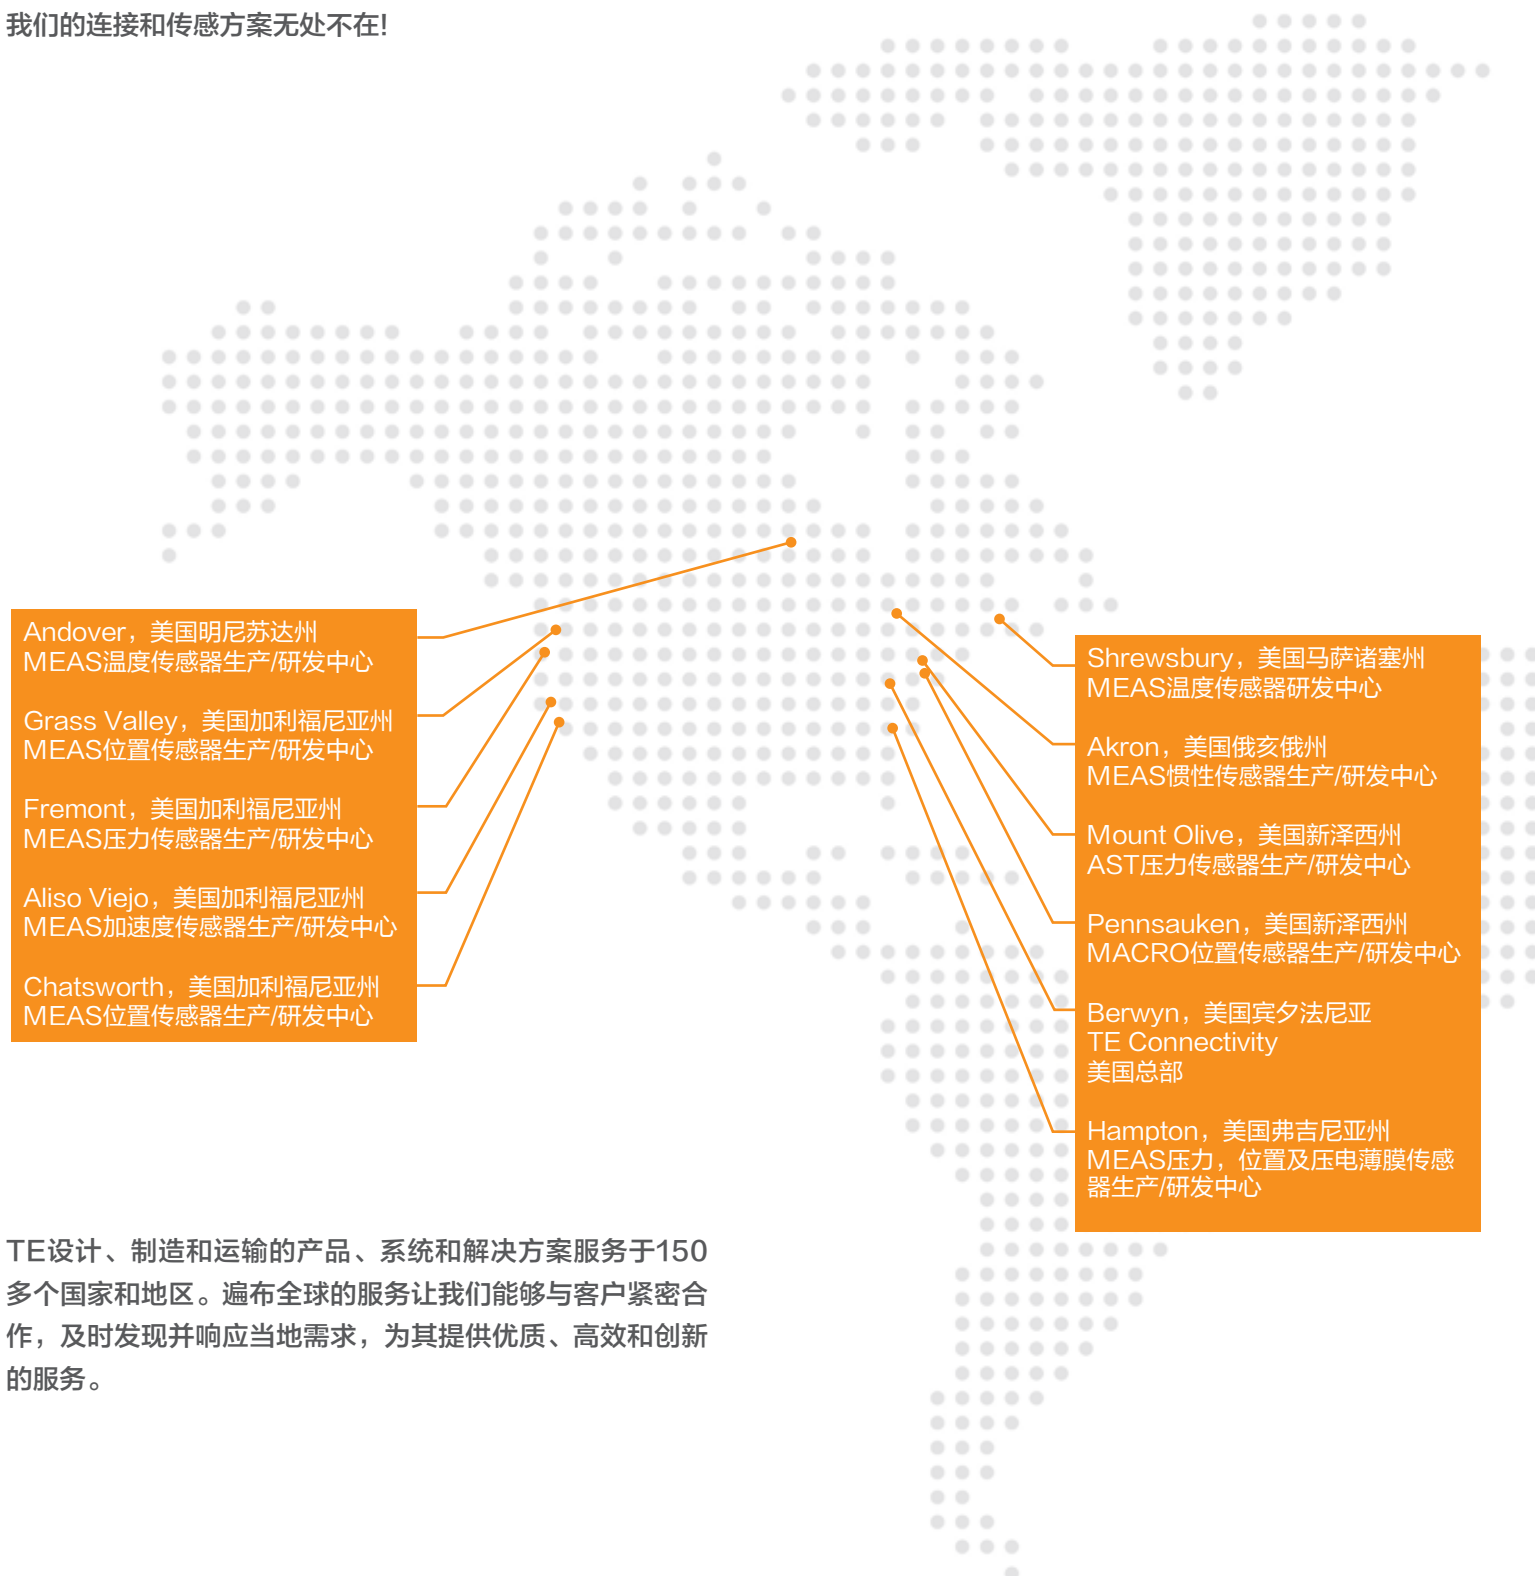 我们的连接和传感方案无处不在!
Andover，美国明尼苏达州
MEAS温度传感器生产/研发中心
Grass Valley，美国加利福尼亚州
MEAS位置传感器生产/研发中心
Fremont，美国加利福尼亚州
MEAS压力传感器生产/研发中心
Aliso Viejo，美国加利福尼亚州
MEAS加速度传感器生产/研发中心
Chatsworth，美国加利福尼亚州
MEAS位置传感器生产/研发中心
Shrewsbury，美国马萨诸塞州
MEAS温度传感器研发中心
Akron，美国俄亥俄州
MEAS惯性传感器生产/研发中心
Mount Olive，美国新泽西州
AST压力传感器生产/研发中心
Pennsauken，美国新泽西州
MACRO位置传感器生产/研发中心
Berwyn，美国宾夕法尼亚
TE Connectivity
美国总部
Hampton，美国弗吉尼亚州
MEAS压力，位置及压电薄膜传感
器生产/研发中心
TE设计、制造和运输的产品、系统和解决方案服务于150
多个国家和地区。遍布全球的服务让我们能够与客户紧密合
作，及时发现并响应当地需求，为其提供优质、高效和创新
的服务。